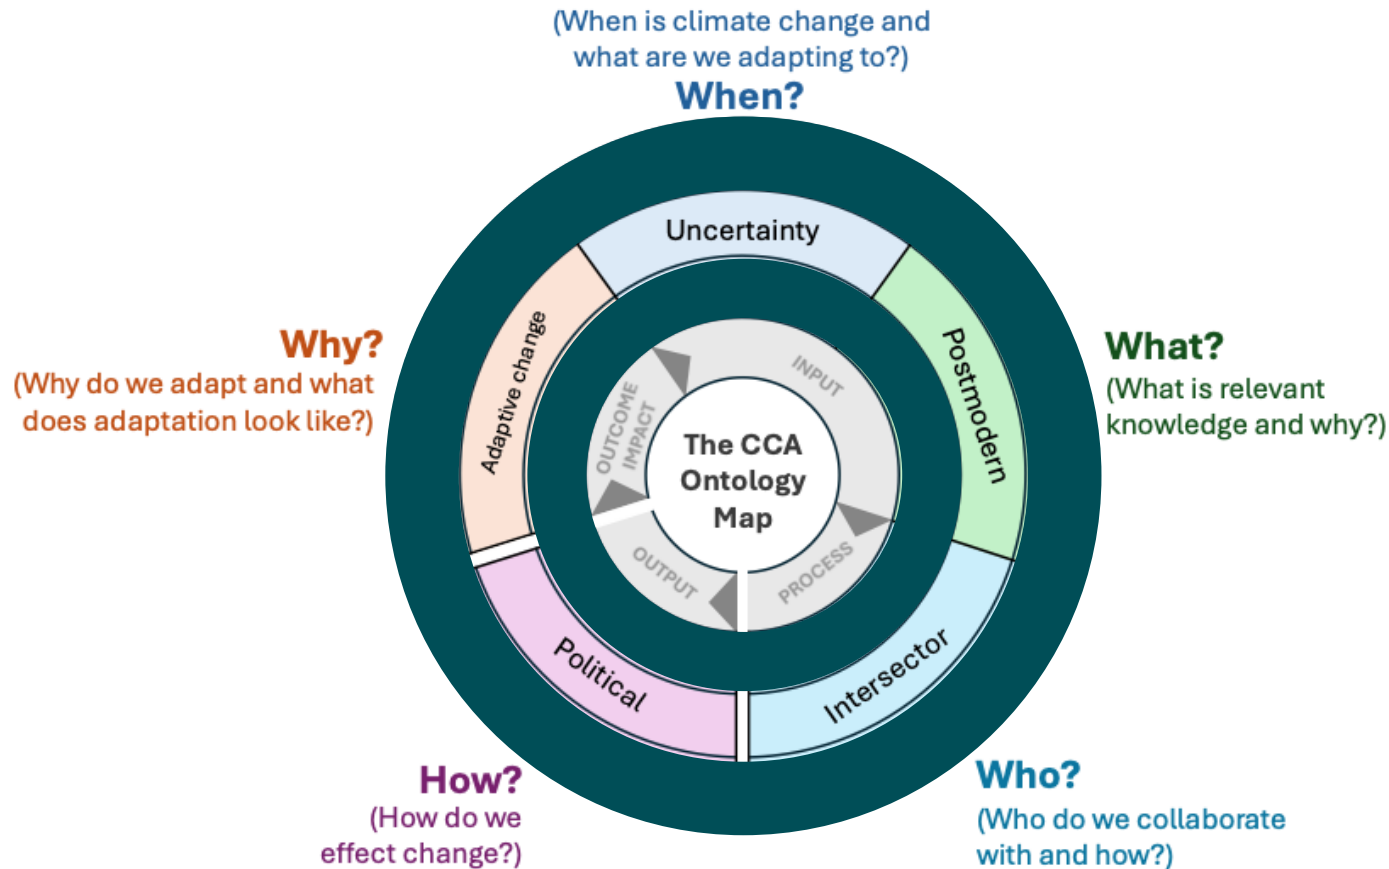 (When is climate change and
what are we adapting to?)
When?
Uncertainty
Why?
(Why do we adapt and what
does adaptation look like?)
Adaptive change
What?
(What is relevant
knowledge and why?)
Postmodern
INPUT
OUTCOME
IMPACT
The CCA
Ontology
Map
OUTPUT
PROCESS
Political
Intersector
How?
(How do we
effect change?)
Who?
(Who do we collaborate
with and how?)